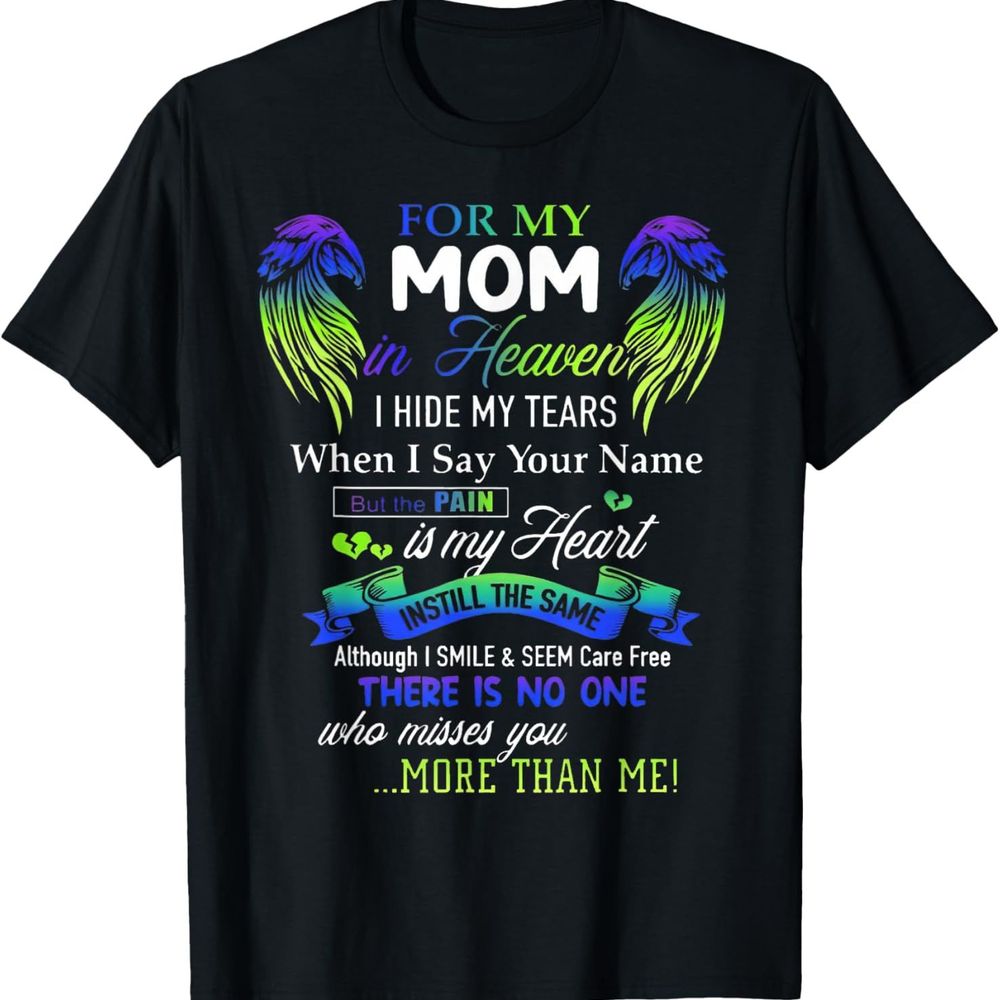 FOR MY
MOM
in Heaven
I HIDE MY TEARS
When I Say Your Name
But the PAIN
is my Heart
INSTILL THE SAME
Although I SMILE & SEEM Care Free
THERE IS NO ONE
who misses you
...MORE THAN ME!